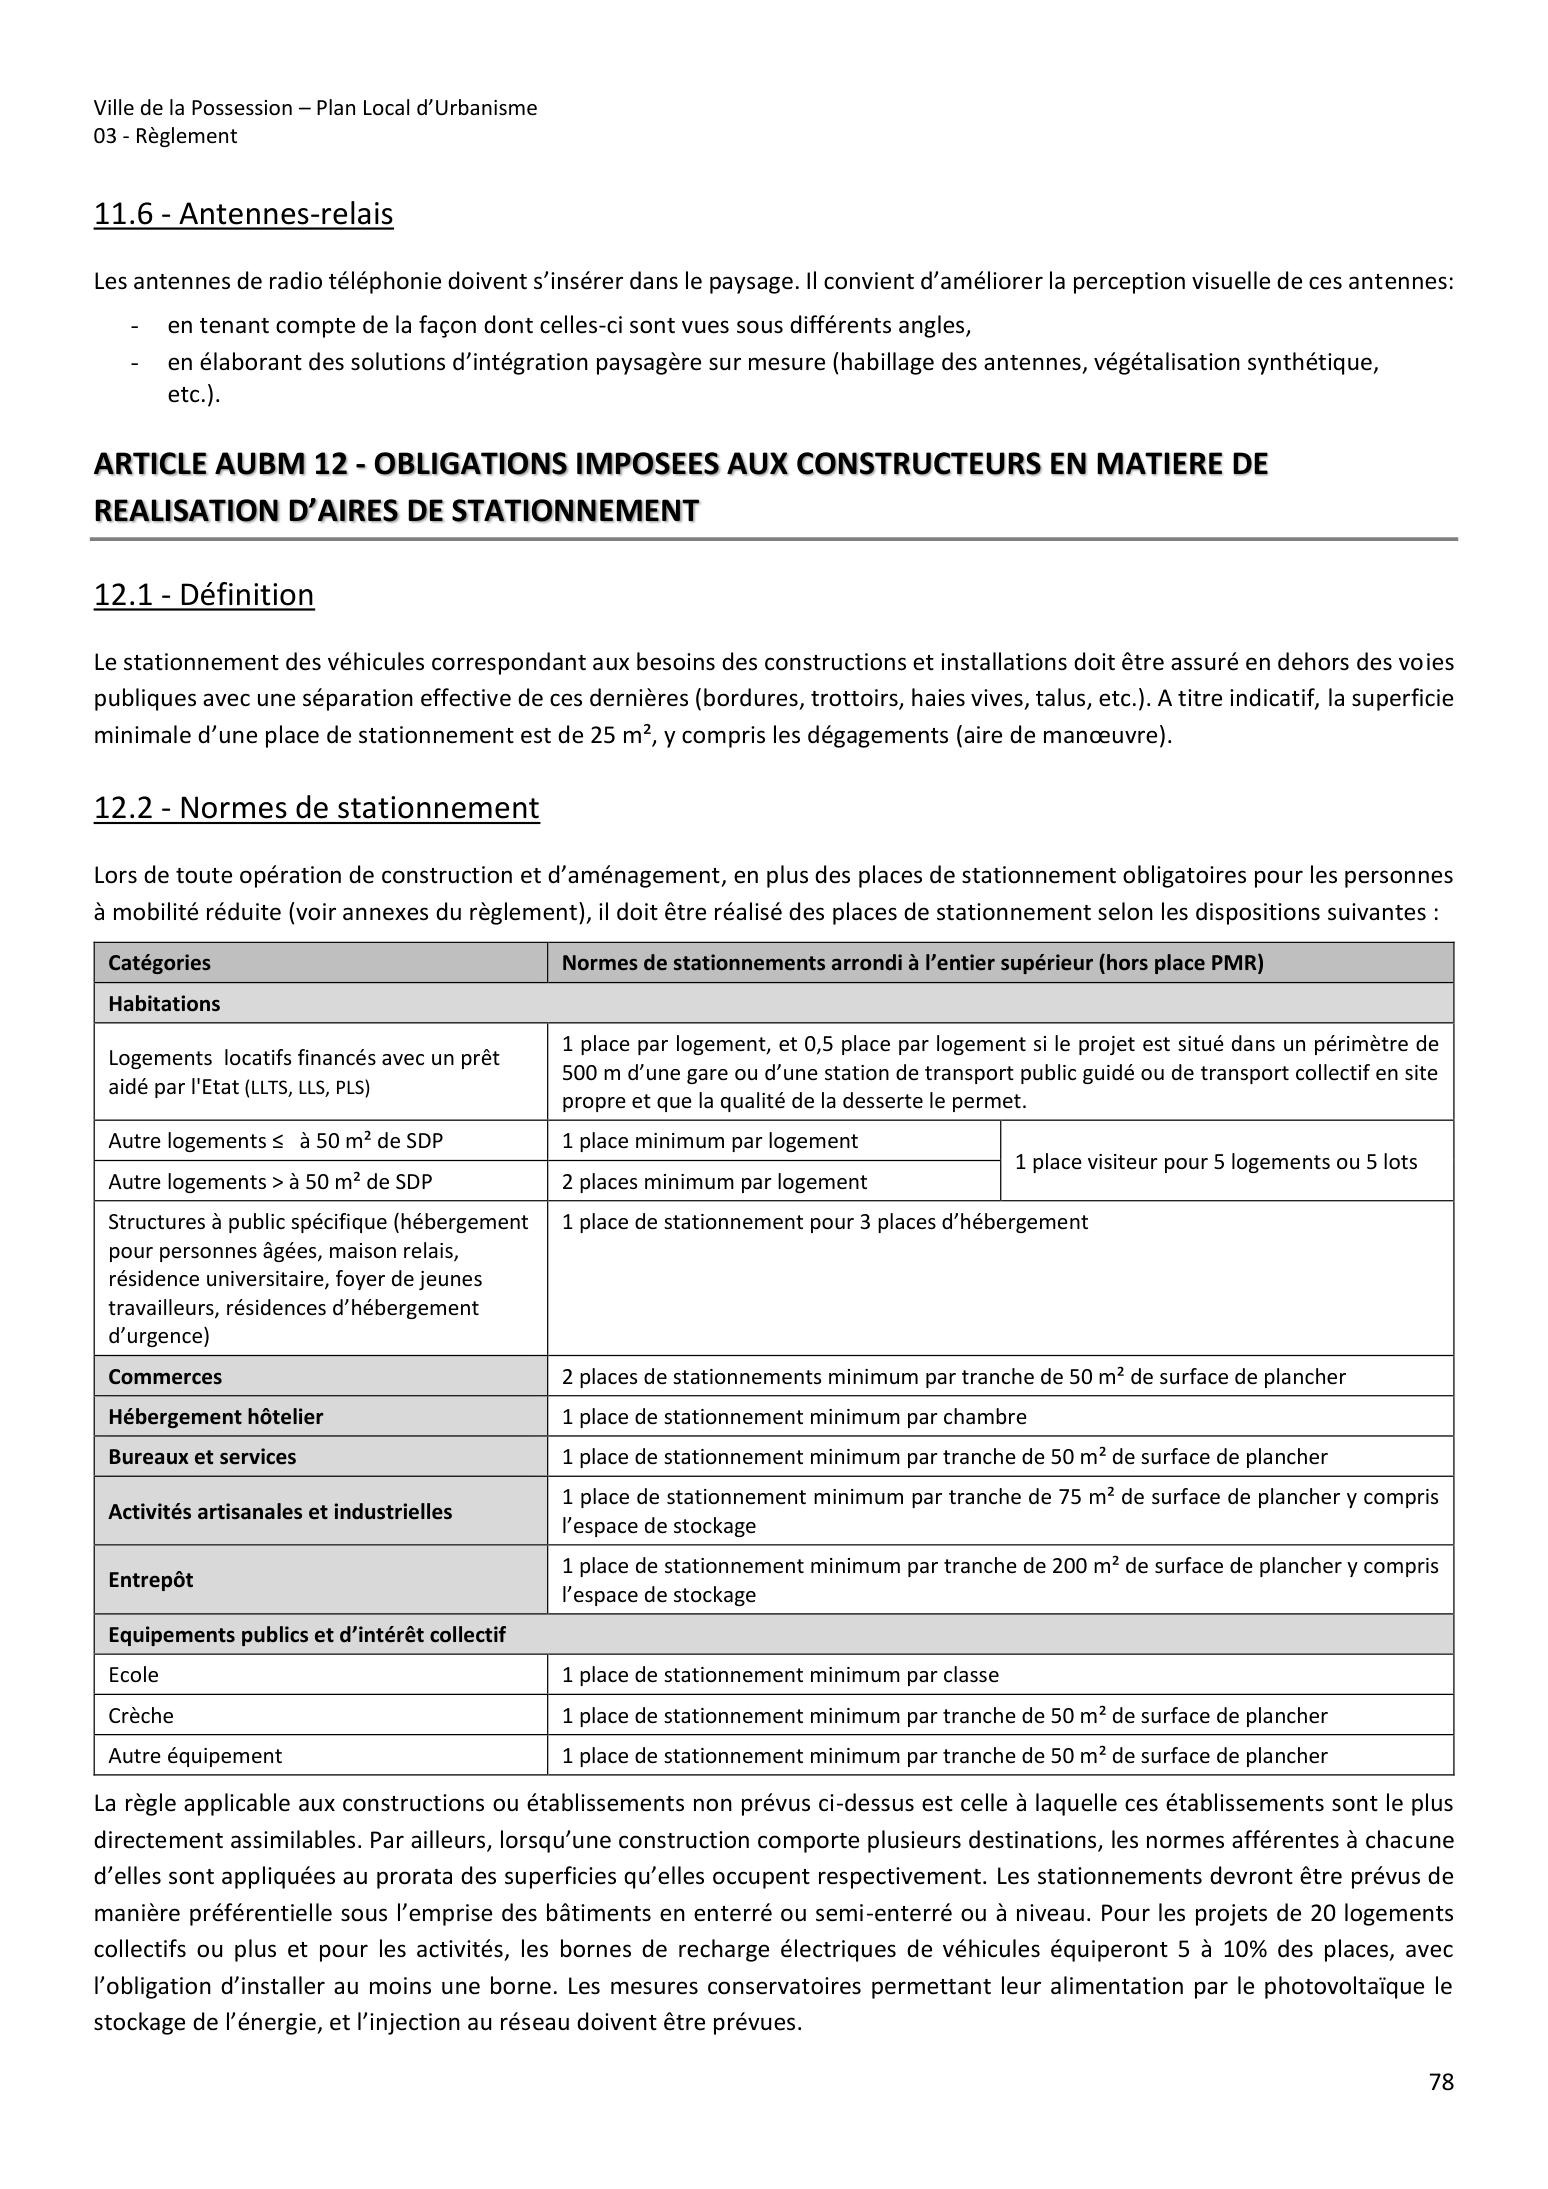 Ville de la Possession – Plan Local d’Urbanisme
03 - Règlement
11.6 - Antennes-relais
Les antennes de radio téléphonie doivent s’insérer dans le paysage. Il convient d’améliorer la perception visuelle de ces antennes:
- en tenant compte de la façon dont celles-ci sont vues sous différents angles,
- en élaborant des solutions d’intégration paysagère sur mesure (habillage des antennes, végétalisation synthétique,
etc.).
ARTICLE AUBM 12 - OBLIGATIONS IMPOSEES AUX CONSTRUCTEURS EN MATIERE DE
REALISATION D’AIRES DE STATIONNEMENT
12.1 - Définition
Le stationnement des véhicules correspondant aux besoins des constructions et installations doit être assuré en dehors des voies
publiques avec une séparation effective de ces dernières (bordures, trottoirs, haies vives, talus, etc.). A titre indicatif, la superficie
minimale d’une place de stationnement est de 25 m², y compris les dégagements (aire de manœuvre).
12.2 - Normes de stationnement
Lors de toute opération de construction et d’aménagement, en plus des places de stationnement obligatoires pour les personnes
à mobilité réduite (voir annexes du règlement), il doit être réalisé des places de stationnement selon les dispositions suivantes :
Catégories
Normes de stationnements arrondi à l’entier supérieur (hors place PMR)
Habitations
Logements locatifs financés avec un prêt
aidé par l'Etat (LLTS, LLS, PLS)
1 place par logement, et 0,5 place par logement si le projet est situé dans un périmètre de
500 m d’une gare ou d’une station de transport public guidé ou de transport collectif en site
propre et que la qualité de la desserte le permet.
Autre logements ≤ à 50 m² de SDP
1 place minimum par logement
1 place visiteur pour 5 logements ou 5 lots
Autre logements > à 50 m² de SDP
2 places minimum par logement
Structures à public spécifique (hébergement
pour personnes âgées, maison relais,
résidence universitaire, foyer de jeunes
travailleurs, résidences d’hébergement
d’urgence)
1 place de stationnement pour 3 places d’hébergement
Commerces
2 places de stationnements minimum par tranche de 50 m² de surface de plancher
Hébergement hôtelier
1 place de stationnement minimum par chambre
Bureaux et services
1 place de stationnement minimum par tranche de 50 m² de surface de plancher
Activités artisanales et industrielles
1 place de stationnement minimum par tranche de 75 m² de surface de plancher y compris
l’espace de stockage
Entrepôt
1 place de stationnement minimum par tranche de 200 m² de surface de plancher y compris
l’espace de stockage
Equipements publics et d’intérêt collectif
Ecole
1 place de stationnement minimum par classe
Crèche
1 place de stationnement minimum par tranche de 50 m² de surface de plancher
Autre équipement
1 place de stationnement minimum par tranche de 50 m² de surface de plancher
La règle applicable aux constructions ou établissements non prévus ci-dessus est celle à laquelle ces établissements sont le plus
directement assimilables. Par ailleurs, lorsqu’une construction comporte plusieurs destinations, les normes afférentes à chacune
d’elles sont appliquées au prorata des superficies qu’elles occupent respectivement. Les stationnements devront être prévus de
manière préférentielle sous l’emprise des bâtiments en enterré ou semi-enterré ou à niveau. Pour les projets de 20 logements
collectifs ou plus et pour les activités, les bornes de recharge électriques de véhicules équiperont 5 à 10% des places, avec
l’obligation d’installer au moins une borne. Les mesures conservatoires permettant leur alimentation par le photovoltaïque le
stockage de l’énergie, et l’injection au réseau doivent être prévues.
78